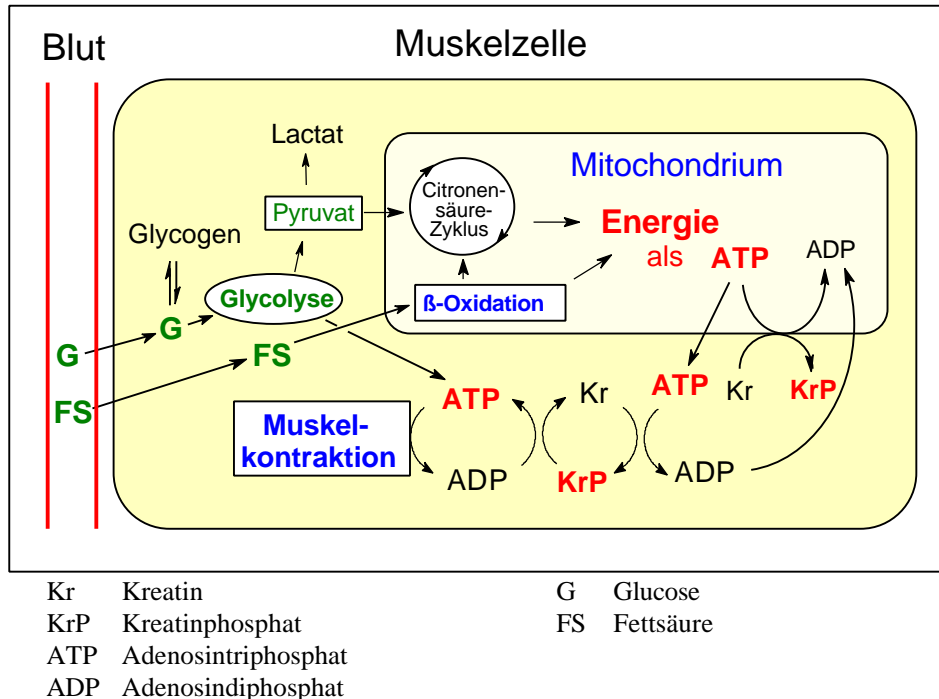 Blut
Muskelzelle
Lactat
Mitochondrium
Citronen-
säure-
Zyklus
Pyruvat
Energie
als
ATP
ADP
Glycogen
Glycolyse
ß-Oxidation
G
G
FS
FS
ATP
Kr
ATP
Kr
KrP
Muskel-
kontraktion
ADP
KrP
ADP
Kr Kreatin
KrP Kreatinphosphat
ATP Adenosintriphosphat
ADP Adenosindiphosphat
G Glucose
FS Fettsäure